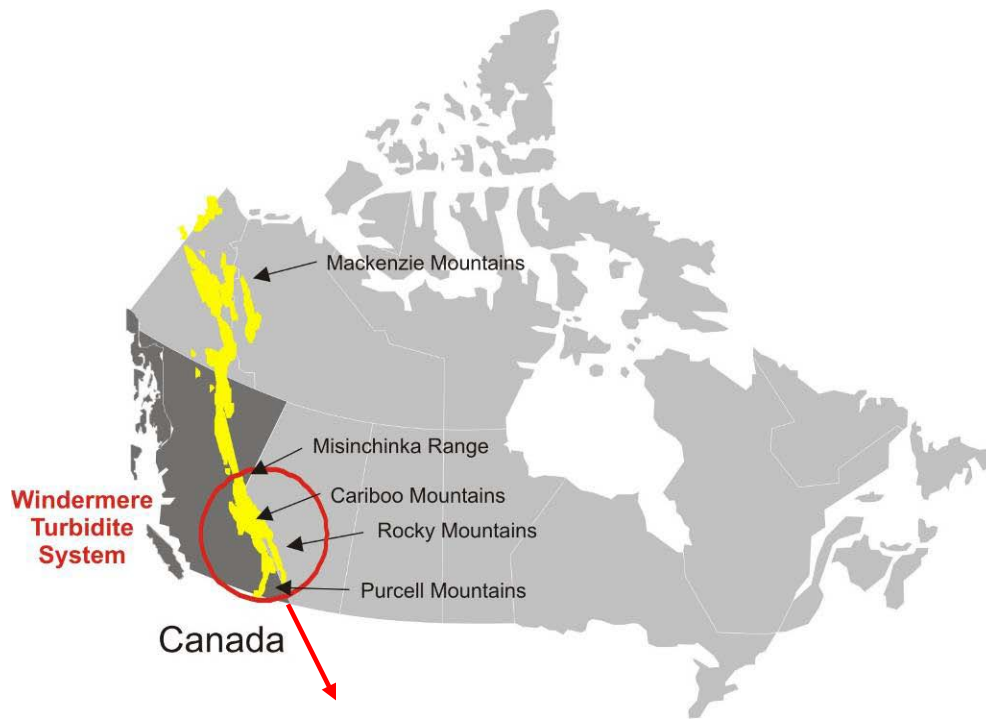 Mackenzie Mountains
Misinchinka Range
Cariboo Mountains
Windermere
Turbidite
System
Rocky Mountains
Purcell Mountains
Canada